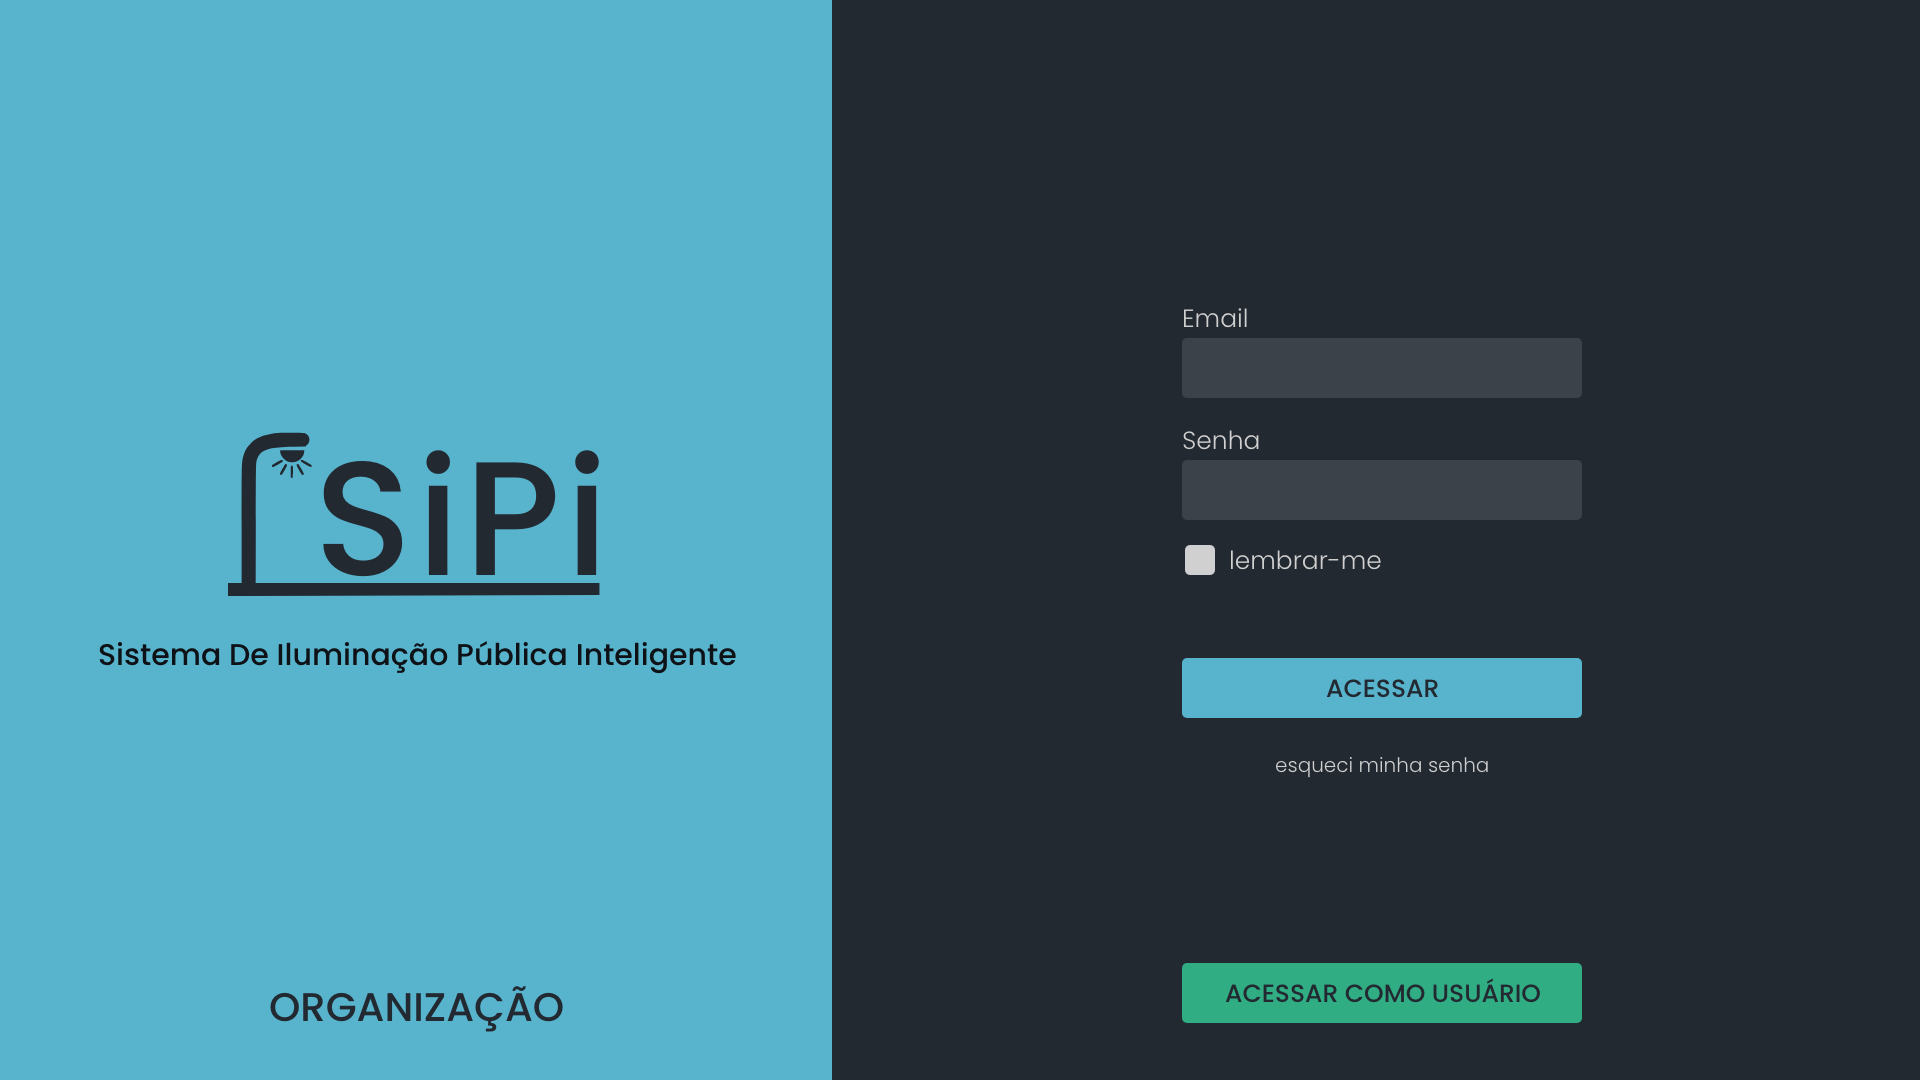 SiPi
Sistema De Iluminação Pública Inteligente
ORGANIZAÇÃO
Email
Senha
lembrar-me
ACESSAR
esqueci minha senha
ACESSAR COMO USUÁRIO